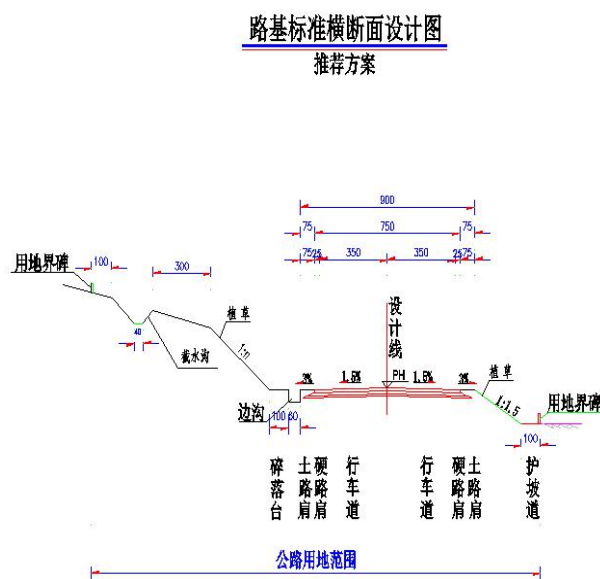 路基标准横断面设计图
推荐方案
900
75 750 75
75 25 350 350 25 75
用地界碑 100 300
植草
设计线
40 截水沟 1:n
3% 1.5% PH 1.5% 3% 植草
1:1.5
边沟 100 60 用地界碑
100
碎落台 土路肩 硬路肩 行车道 行车道 硬路肩 土路肩 护坡道
公路用地范围